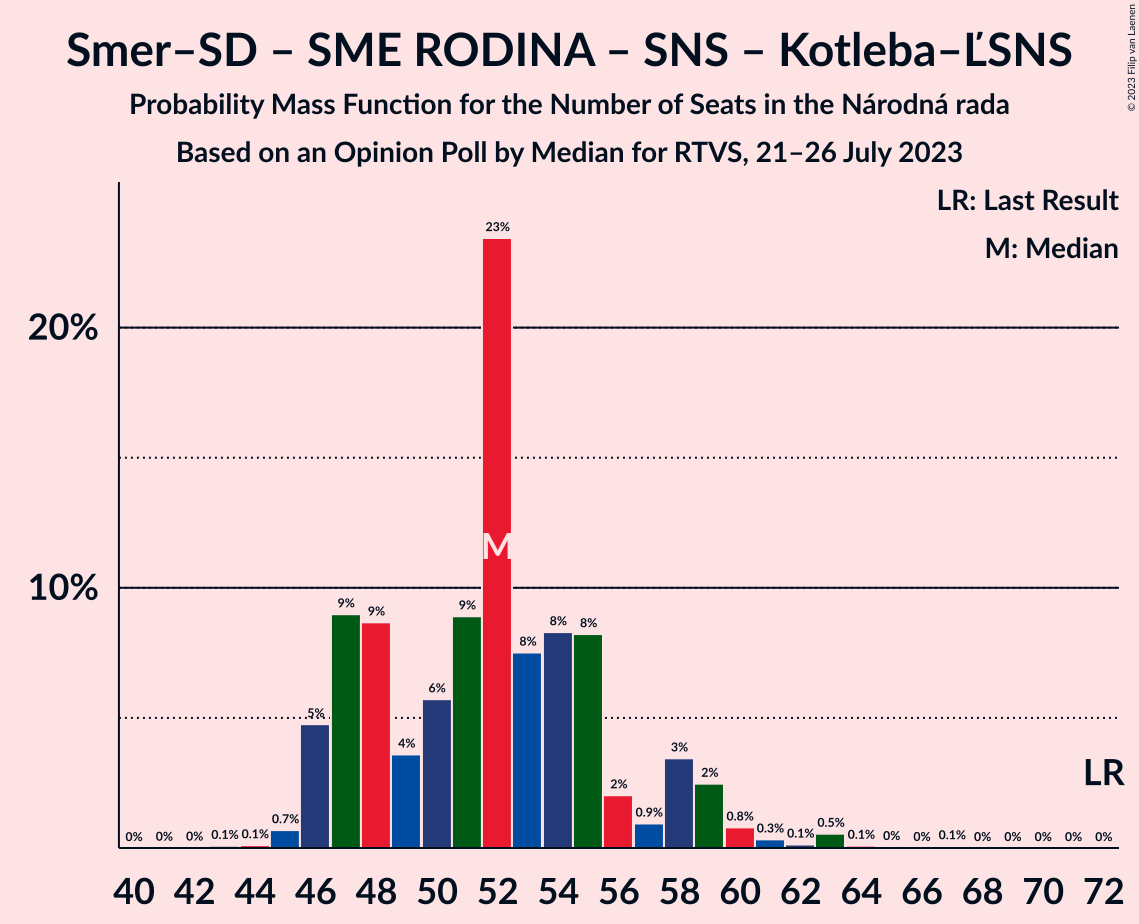 Smer–SD – SME RODINA – SNS – Kotleba–ĽSNS
Probability Mass Function for the Number of Seats in the Národná rada
Based on an Opinion Poll by Median for RTVS, 21–26 July 2023
© 2023 Filip van Laenen
LR: Last Result
M: Median
20%
10%
0% 0% 0% 0.1% 0.1% 0.7% 5% 9% 9% 4% 6% 9% 23% 8% 8% 8% 2% 0.9% 3% 2% 0.8% 0.3% 0.1% 0.5% 0.1% 0% 0% 0.1% 0% 0% 0% 0% 0%
M
LR
40 42 44 46 48 50 52 54 56 58 60 62 64 66 68 70 72